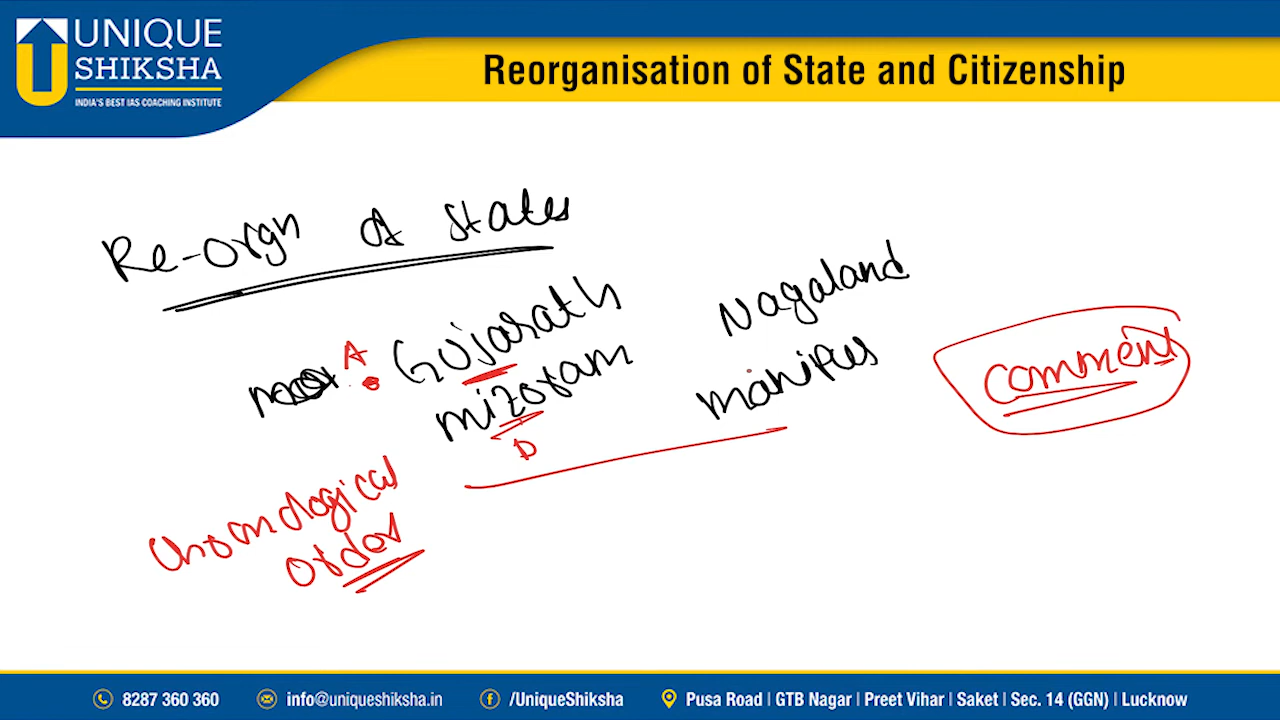 UNIQUE
SHIKSHA
INDIA'S BEST IAS COACHING INSTITUTE
Reorganisation of State and Citizenship
Re-orgn of states
A
Gujarath
Nagaland
mizoram
manipur
D
comment
Chronological
order
8287 360 360
info@uniqueshiksha.in
/UniqueShiksha
Pusa Road | GTB Nagar | Preet Vihar | Saket | Sec. 14 (GGN) | Lucknow